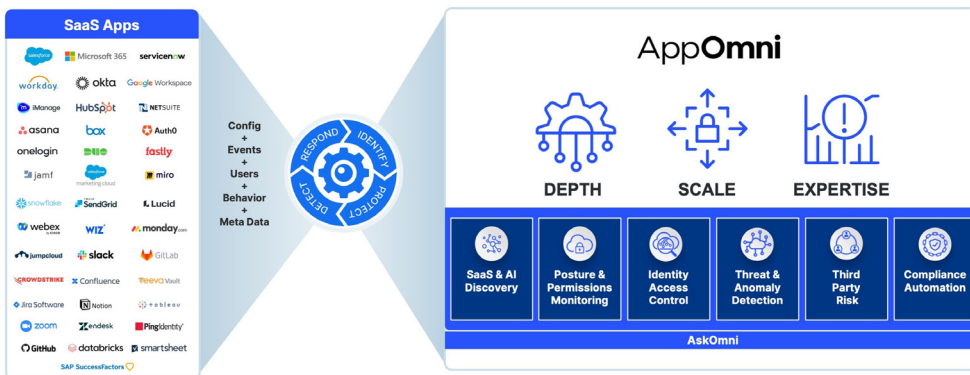 SaaS Apps
salesforce
Microsoft 365
servicenow
workday.
okta
Google Workspace
iManage
HubSpot
NETSUITE
asana
box
Auth0
onelogin
DUO
fastly
jamf
salesforce
marketing cloud
miro
snowflake
SendGrid
Lucid
webex
WIZ
monday.com
jumpcloud
slack
GitLab
CROWDSTRIKE
Confluence
Veeva Vault
Jira Software
Notion
tableau
zoom
zendesk
PingIdentity
GitHub
databricks
smartsheet
SAP SuccessFactors
Config
+
Events
+
Users
+
Behavior
+
Meta Data
RESPOND
IDENTIFY
PROTECT
DETECT
AppOmni
DEPTH
SCALE
EXPERTISE
SaaS & AI
Discovery
Posture &
Permissions
Monitoring
Identity
Access
Control
Threat &
Anomaly
Detection
Third
Party
Risk
Compliance
Automation
AskOmni